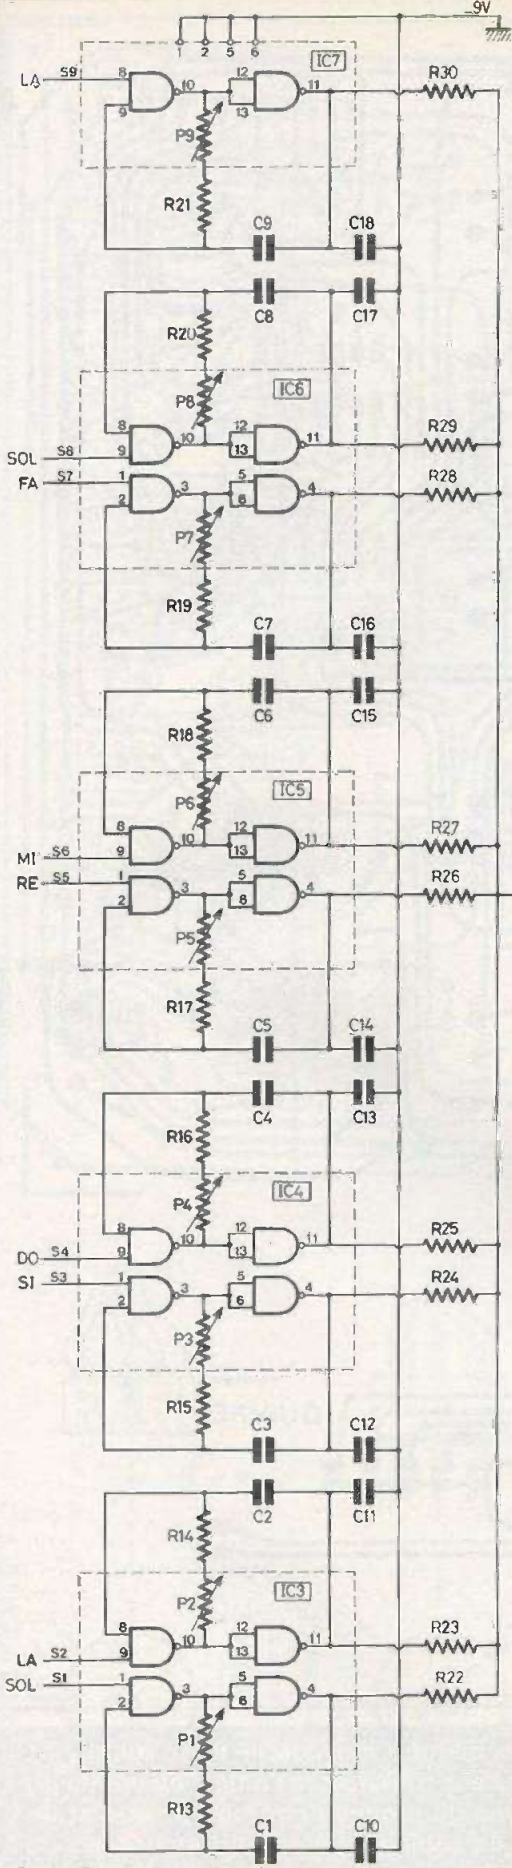 _9V
1 2 5 6
IC7
LA S9 8 9 10 12 13 11 R30
P9
R21
C9 C18
C8 C17
R20
P8 IC6
8 12 R29
SOL S8 9 10 13 11
FA S7 1 3 5 4 R28
2 6
P7
R19
C7 C16
C6 C15
R18
P6 IC5
8 12 R27
MI S6 9 10 13 11
RE S5 1 3 5 4 R26
2 6
P5
R17
C5 C14
C4 C13
R16
P4 IC4
8 12 R25
DO S4 9 10 13 11
SI S3 1 3 5 4 R24
2 6
P3
R15
C3 C12
C2 C11
R14
P2 IC3
8 12 R23
LA S2 9 10 13 11
SOL S1 1 3 5 4 R22
2 6
P1
R13
C1 C10